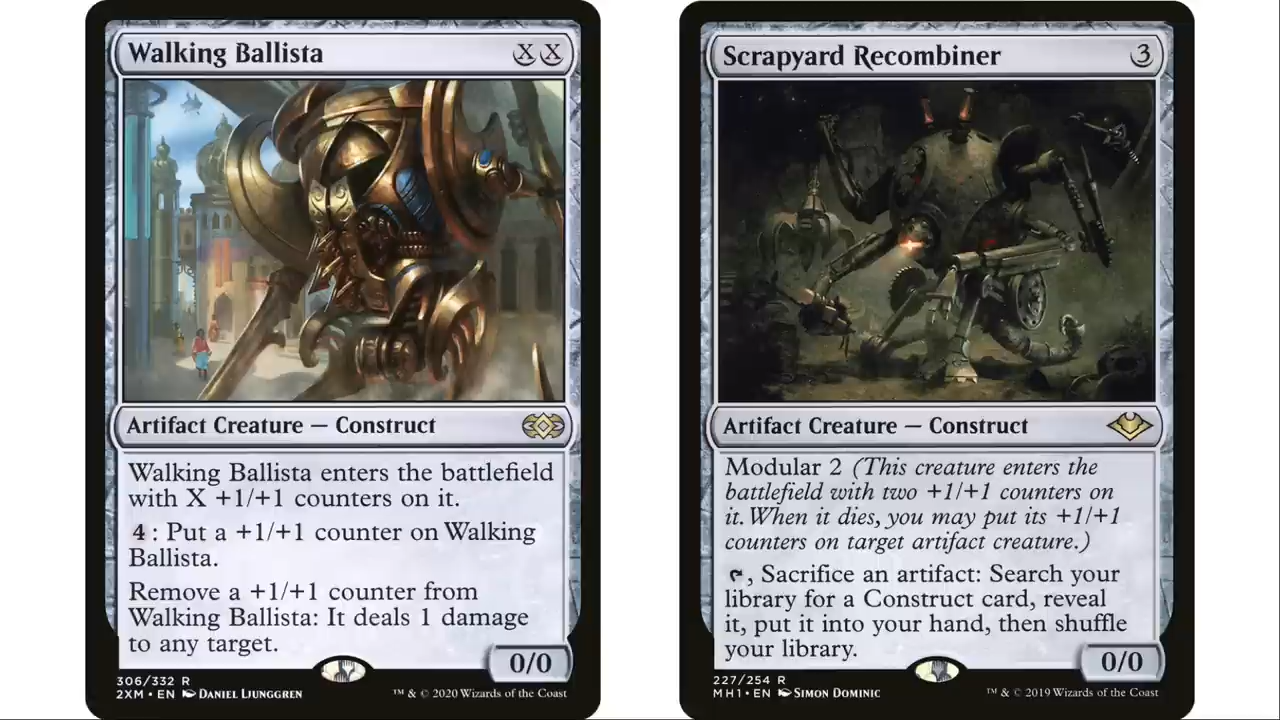 Walking Ballista XX
Artifact Creature — Construct
Walking Ballista enters the battlefield
with X +1/+1 counters on it.
4: Put a +1/+1 counter on Walking
Ballista.
Remove a +1/+1 counter from
Walking Ballista: It deals 1 damage
to any target.
0/0
306/332 R
2XM • EN Daniel Ljunggren ™ & © 2020 Wizards of the Coast
Scrapyard Recombiner 3
Artifact Creature — Construct
Modular 2 (This creature enters the
battlefield with two +1/+1 counters on
it. When it dies, you may put its +1/+1
counters on target artifact creature.)
, Sacrifice an artifact: Search your
library for a Construct card, reveal
it, put it into your hand, then shuffle
your library.
0/0
227/254 R
MH1 • EN Simon Dominic ™ & © 2019 Wizards of the Coast